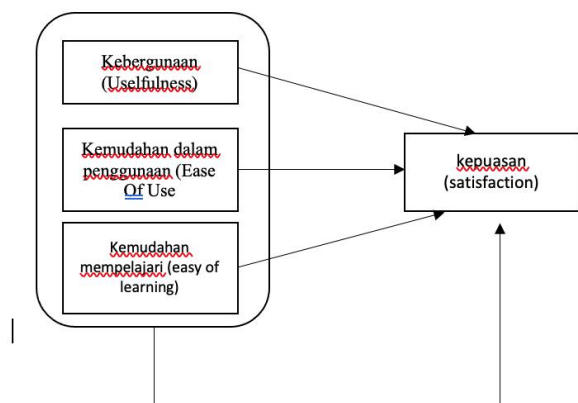 Kebergunaan
(Uselfulness)
Kemudahan dalam
penggunaan (Ease
Of Use
Kemudahan
mempelajari (easy of
learning)
kepuasan
(satisfaction)